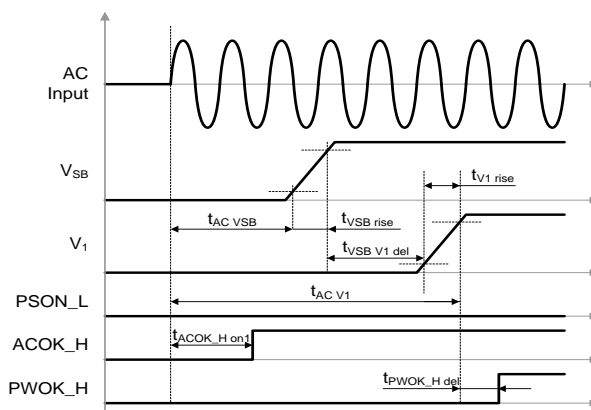 AC
Input
VSB
tV1 rise
tAC VSB
tVSB rise
V1
tVSB V1 del
PSON_L
tAC V1
ACOK_H
tACOK_H on1
PWOK_H
tPWOK_H del